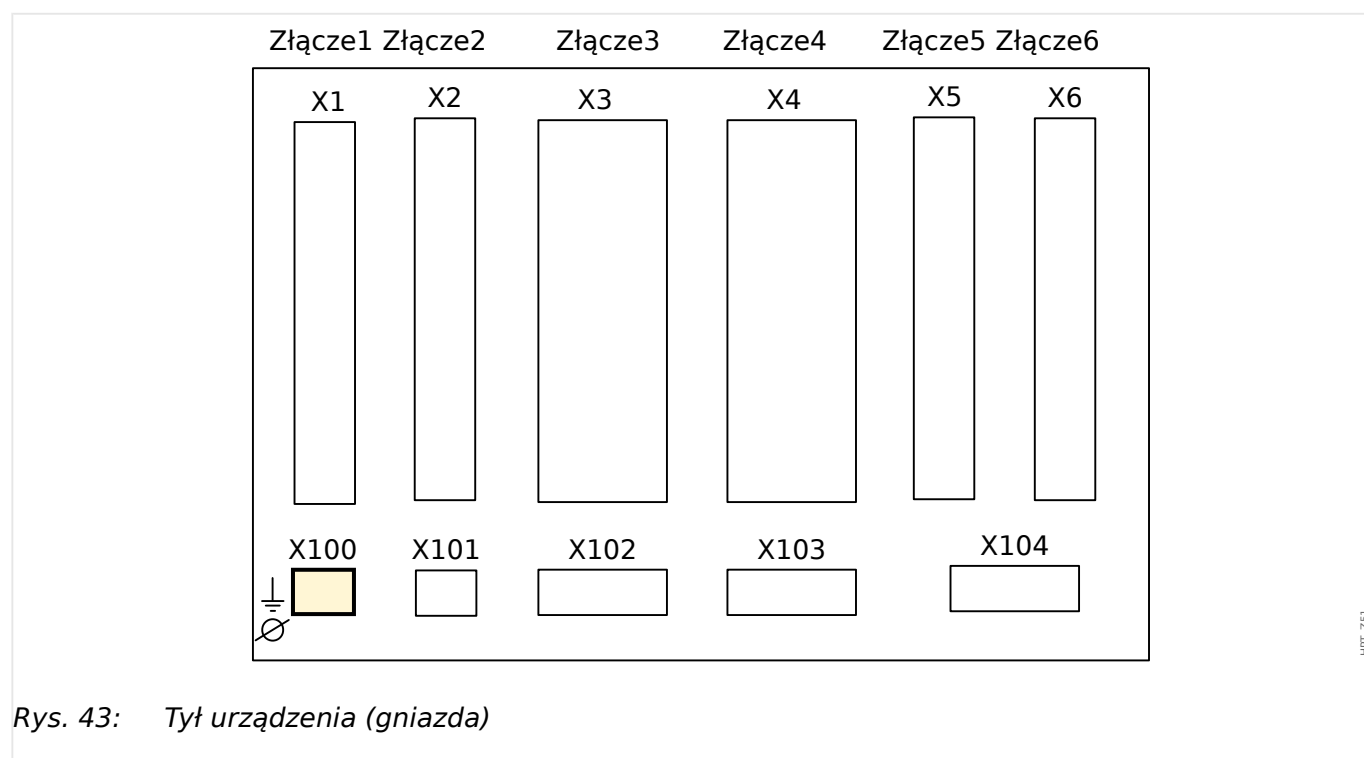 Złącze1 Złącze2 Złącze3 Złącze4 Złącze5 Złącze6
X1 X2 X3 X4 X5 X6
X100 X101 X102 X103 X104
Rys. 43: Tył urządzenia (gniazda)